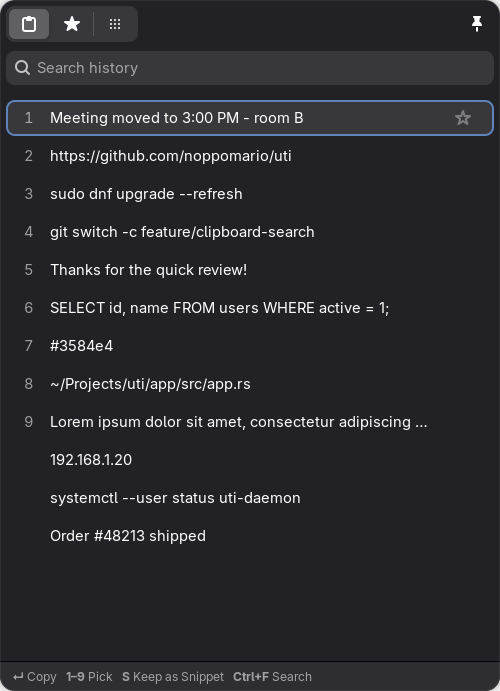 Search history
1 Meeting moved to 3:00 PM - room B
2 https://github.com/noppomario/uti
3 sudo dnf upgrade --refresh
4 git switch -c feature/clipboard-search
5 Thanks for the quick review!
6 SELECT id, name FROM users WHERE active = 1;
7 #3584e4
8 ~/Projects/uti/app/src/app.rs
9 Lorem ipsum dolor sit amet, consectetur adipiscing ...
192.168.1.20
systemctl --user status uti-daemon
Order #48213 shipped
↵ Copy 1–9 Pick S Keep as Snippet Ctrl+F Search